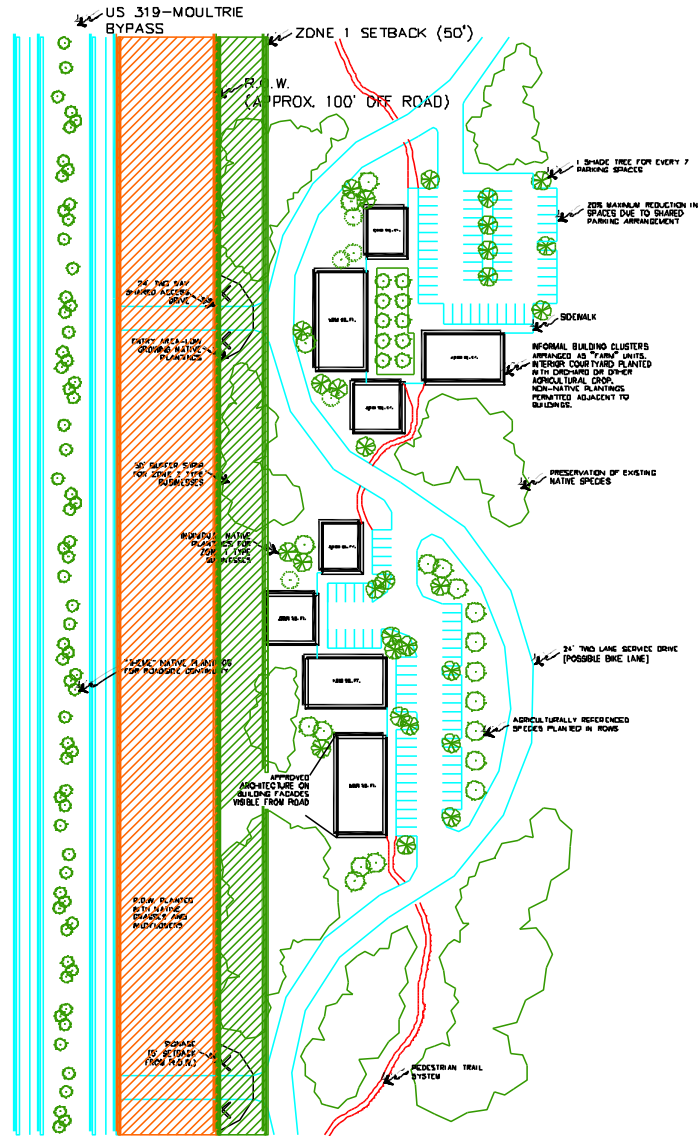 US 319-MOULTRIE
BYPASS
ZONE 1 SETBACK (50')
R.O.W.
(APPROX. 100' OFF ROAD)
1 SHADE TREE FOR EVERY 7
PARKING SPACES
20% MAXIMUM REDUCTION IN
SPACES DUE TO SHARED
PARKING ARRANGEMENT
24' TWO WAY
SHARED ACCESS
DRIVE
SIDEWALK
ENTRY AREA-LOW
GROWING NATIVE
PLANTINGS
INFORMAL BUILDING CLUSTERS
ARRANGED AS "FARM" UNITS.
INTERIOR COURTYARD PLANTED
WITH ORCHARD OR OTHER
AGRICULTURAL CROP.
NON-NATIVE PLANTINGS
PERMITTED ADJACENT TO
BUILDINGS.
50' BUFFER STRIP
FOR ZONE 1 TYPE
BUSINESSES
PRESERVATION OF EXISTING
NATIVE SPECIES
INDIVIDUAL NATIVE
PLANTINGS FOR
ZONE 1 TYPE
BUSINESSES
24' TWO LANE SERVICE DRIVE
[POSSIBLE BIKE LANE]
"THEME" NATIVE PLANTINGS
FOR ROADSIDE CONTINUITY
AGRICULTURALLY REFERENCED
SPECIES PLANTED IN ROWS
APPROVED
ARCHITECTURE ON
BUILDING FACADES
VISIBLE FROM ROAD
R.O.W. PLANTED
WITH NATIVE
GRASSES AND
WILDFLOWERS
SIGNAGE
(5' SETBACK
FROM R.O.W.)
PEDESTRIAN TRAIL
SYSTEM